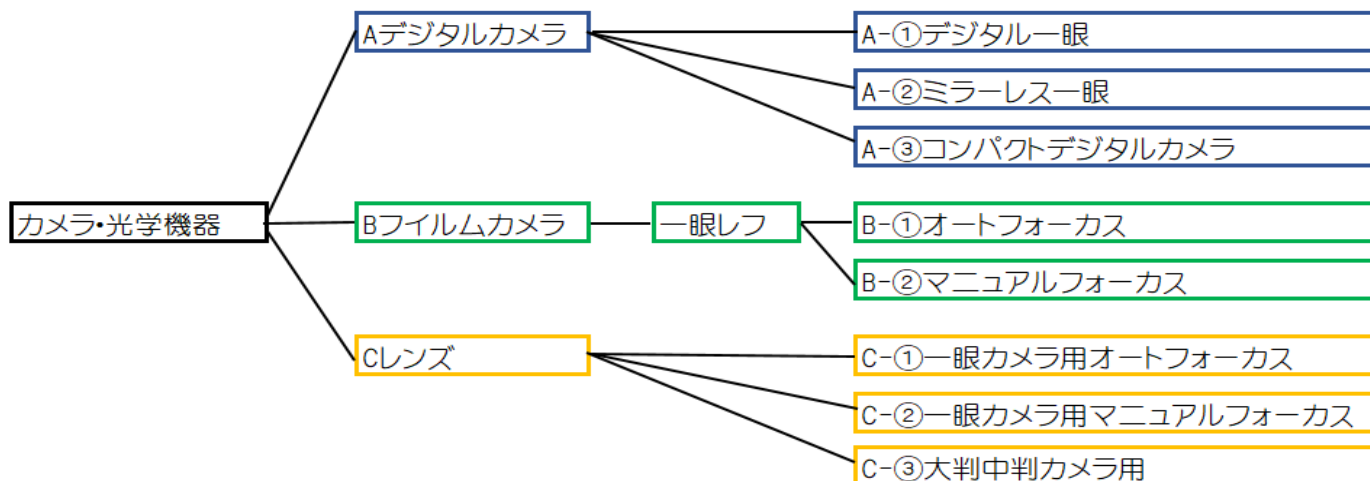 Aデジタルカメラ
A-①デジタル一眼
A-②ミラーレス一眼
A-③コンパクトデジタルカメラ
カメラ・光学機器
Bフイルムカメラ
一眼レフ
B-①オートフォーカス
B-②マニュアルフォーカス
Cレンズ
C-①一眼カメラ用オートフォーカス
C-②一眼カメラ用マニュアルフォーカス
C-③大判中判カメラ用